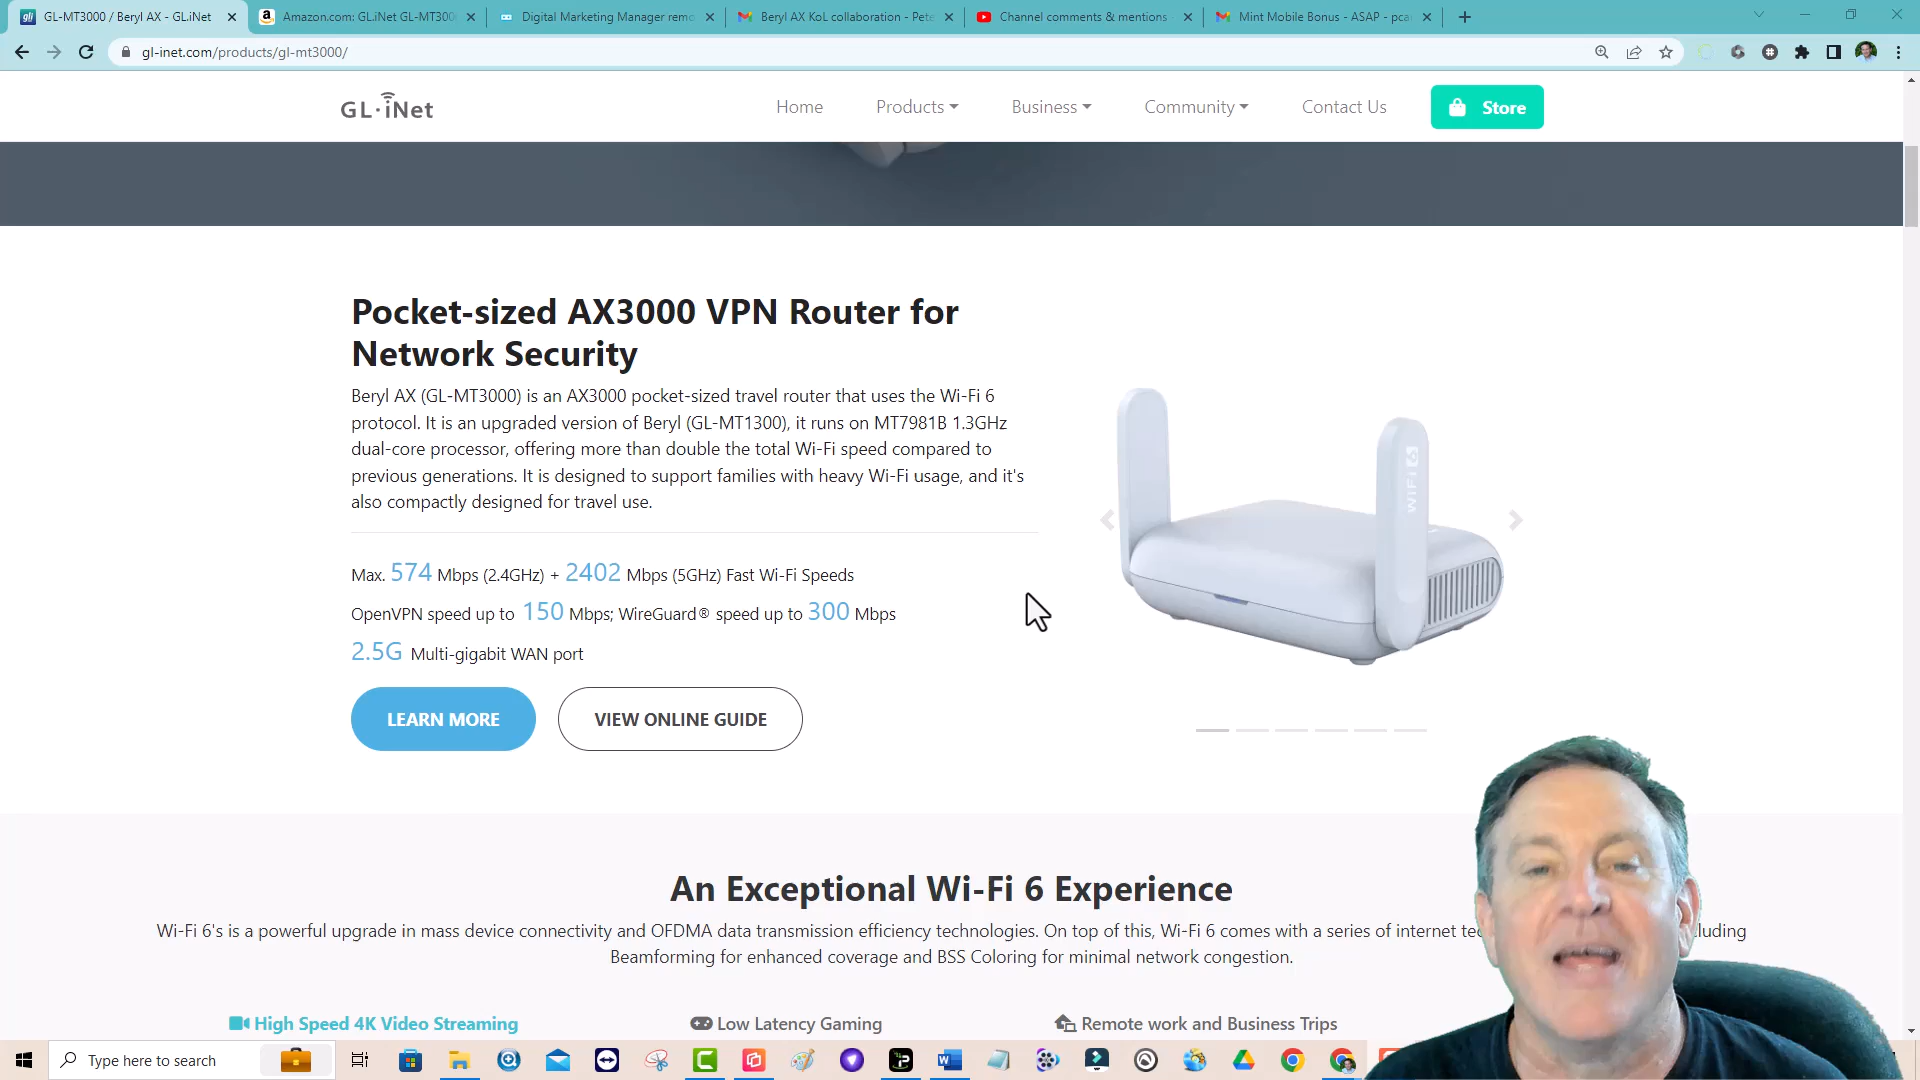 GL-MT3000 / Beryl AX - GL.iNet
Amazon.com: GL.iNet GL-MT300
Digital Marketing Manager remo
Beryl AX KoL collaboration - Pete
Channel comments & mentions
Mint Mobile Bonus - ASAP - pca
gl-inet.com/products/gl-mt3000/
GL·iNet
Home
Products
Business
Community
Contact Us
Store
Pocket-sized AX3000 VPN Router for
Network Security
Beryl AX (GL-MT3000) is an AX3000 pocket-sized travel router that uses the Wi-Fi 6
protocol. It is an upgraded version of Beryl (GL-MT1300), it runs on MT7981B 1.3GHz
dual-core processor, offering more than double the total Wi-Fi speed compared to
previous generations. It is designed to support families with heavy Wi-Fi usage, and it's
also compactly designed for travel use.
Max. 574 Mbps (2.4GHz) + 2402 Mbps (5GHz) Fast Wi-Fi Speeds
OpenVPN speed up to 150 Mbps; WireGuard® speed up to 300 Mbps
2.5G Multi-gigabit WAN port
LEARN MORE
VIEW ONLINE GUIDE
WiFi 6
An Exceptional Wi-Fi 6 Experience
Wi-Fi 6's is a powerful upgrade in mass device connectivity and OFDMA data transmission efficiency technologies. On top of this, Wi-Fi 6 comes with a series of internet tec luding
Beamforming for enhanced coverage and BSS Coloring for minimal network congestion.
High Speed 4K Video Streaming
Low Latency Gaming
Remote work and Business Trips
Type here to search